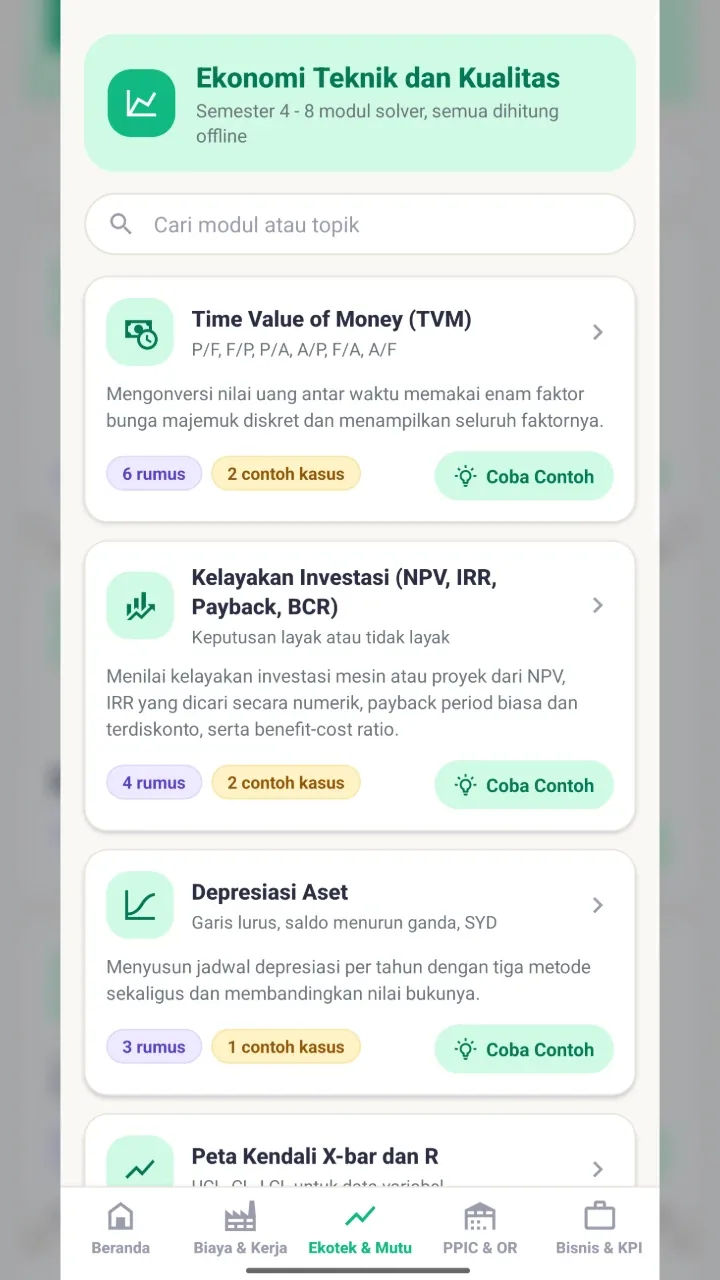 Ekonomi Teknik dan Kualitas
Semester 4 - 8 modul solver, semua dihitung
offline
Cari modul atau topik
Time Value of Money (TVM)
P/F, F/P, P/A, A/P, F/A, A/F
Mengonversi nilai uang antar waktu memakai enam faktor
bunga majemuk diskret dan menampilkan seluruh faktornya.
6 rumus
2 contoh kasus
Coba Contoh
Kelayakan Investasi (NPV, IRR,
Payback, BCR)
Keputusan layak atau tidak layak
Menilai kelayakan investasi mesin atau proyek dari NPV,
IRR yang dicari secara numerik, payback period biasa dan
terdiskonto, serta benefit-cost ratio.
4 rumus
2 contoh kasus
Coba Contoh
Depresiasi Aset
Garis lurus, saldo menurun ganda, SYD
Menyusun jadwal depresiasi per tahun dengan tiga metode
sekaligus dan membandingkan nilai bukunya.
3 rumus
1 contoh kasus
Coba Contoh
Peta Kendali X-bar dan R
UCL, CL, LCL untuk data variabel
Beranda
Biaya & Kerja
Ekotek & Mutu
PPIC & OR
Bisnis & KPI